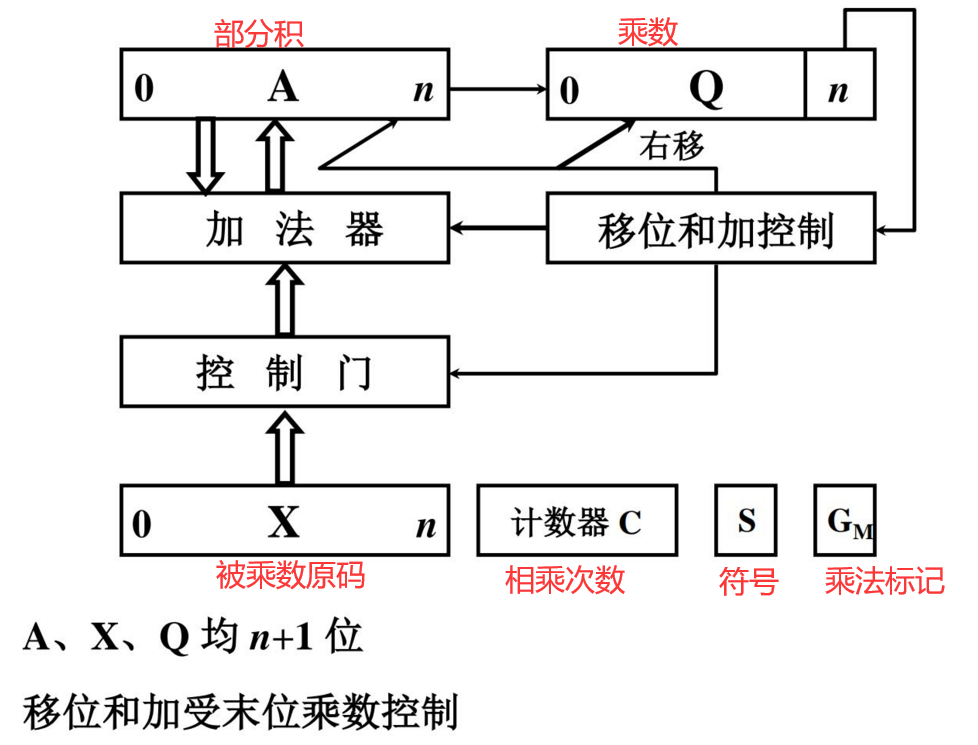 部分积 乘数
0 A n 0 Q n
右移
加 法 器 移位和加控制
控 制 门
0 X n 计数器 C S G_M
被乘数原码 相乘次数 符号 乘法标记
A、X、Q 均 n+1 位
移位和加受末位乘数控制